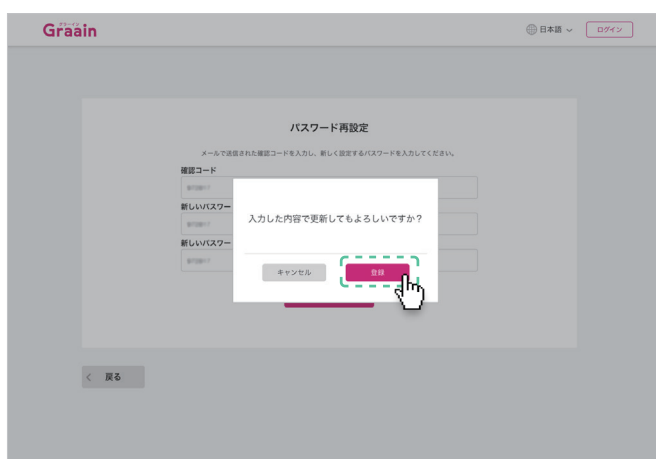 グラーイン
Graain
日本語
ログイン
パスワード再設定
メールで送信された確認コードを入力し、新しく設定するパスワードを入力してください。
確認コード
新しいパスワー
新しいパスワー
入力した内容で更新してもよろしいですか？
キャンセル
登録
戻る